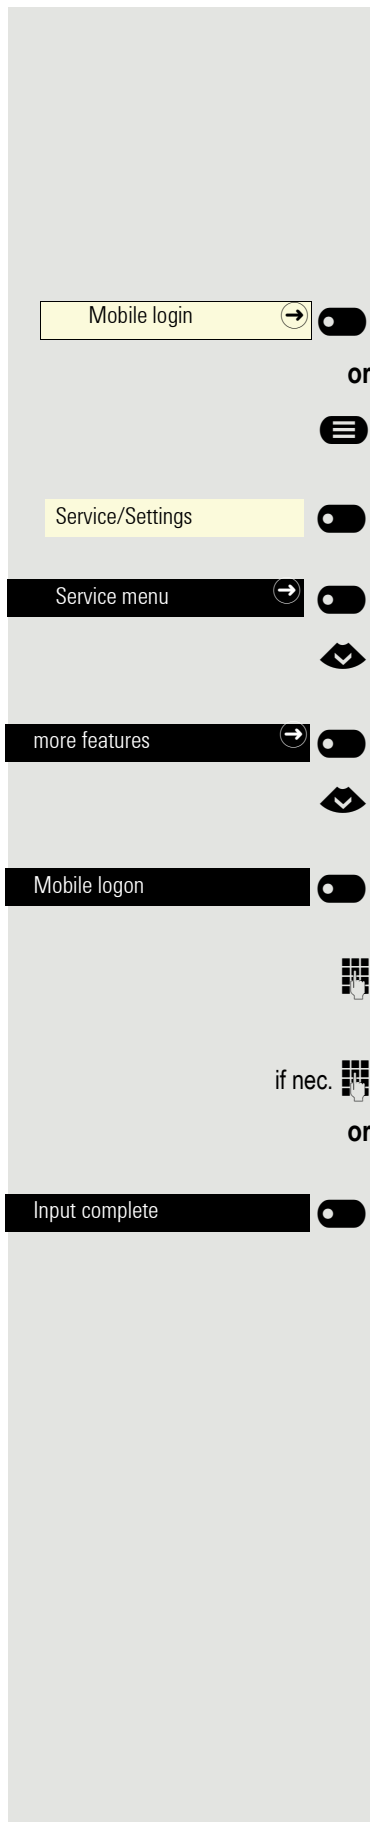 Mobile login
or
Service/Settings
Service menu
more features
Mobile logon
if nec.
or
Input complete